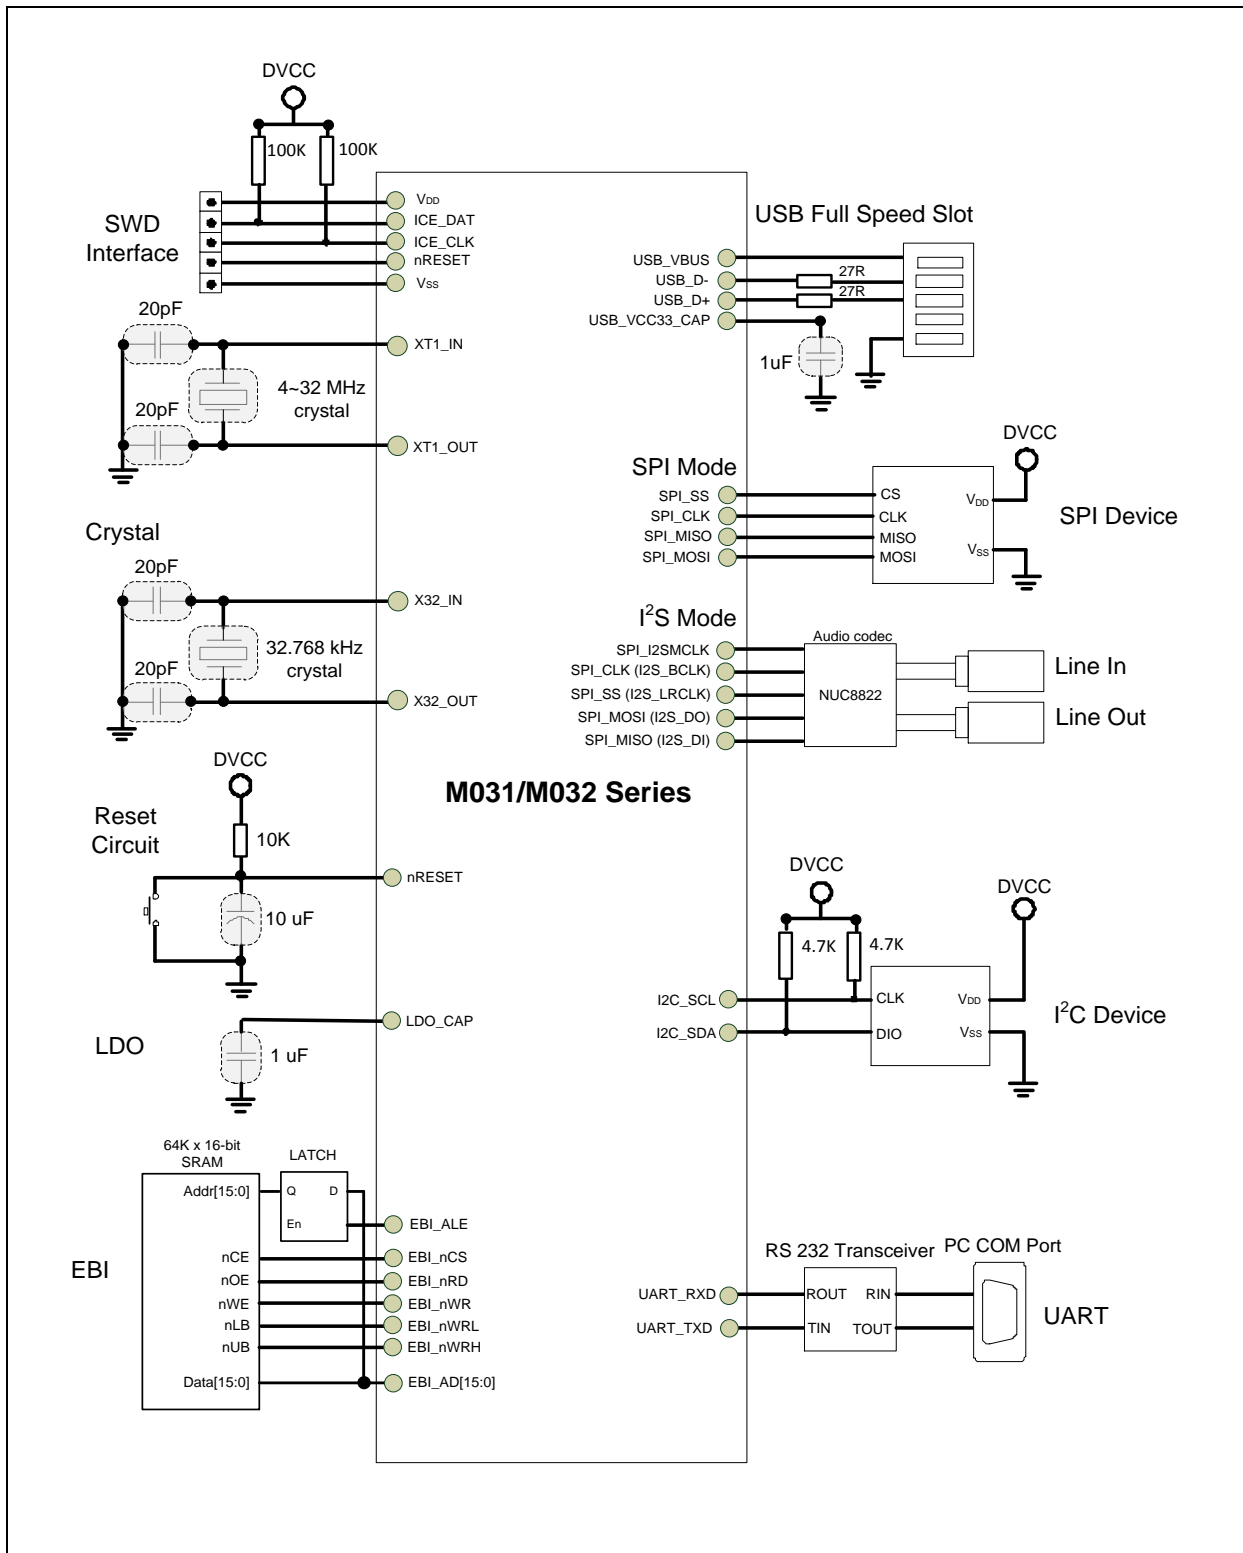 DVCC
100K
100K
SWD
Interface
VDD
ICE_DAT
ICE_CLK
nRESET
VSS
20pF
XT1_IN
4~32 MHz
crystal
20pF
XT1_OUT
Crystal
20pF
X32_IN
32.768 kHz
crystal
20pF
X32_OUT
DVCC
Reset
Circuit
10K
nRESET
10 uF
LDO_CAP
LDO
1 uF
64K x 16-bit
SRAM
LATCH
Addr[15:0]
Q
D
En
EBI_ALE
EBI
nCE
EBI_nCS
nOE
EBI_nRD
nWE
EBI_nWR
nLB
EBI_nWRL
nUB
EBI_nWRH
Data[15:0]
EBI_AD[15:0]
M031/M032 Series
USB Full Speed Slot
USB_VBUS
USB_D-
27R
USB_D+
27R
USB_VCC33_CAP
1uF
SPI Mode
DVCC
SPI_SS
CS
VDD
SPI_CLK
CLK
SPI Device
SPI_MISO
MISO
SPI_MOSI
MOSI
VSS
I²S Mode
Audio codec
SPI_I2SMCLK
SPI_CLK (I2S_BCLK)
SPI_SS (I2S_LRCLK)
SPI_MOSI (I2S_DO)
SPI_MISO (I2S_DI)
NUC8822
Line In
Line Out
DVCC
DVCC
4.7K
4.7K
I2C_SCL
CLK
VDD
I²C Device
I2C_SDA
DIO
VSS
RS 232 Transceiver
PC COM Port
UART_RXD
ROUT
RIN
UART
UART_TXD
TIN
TOUT